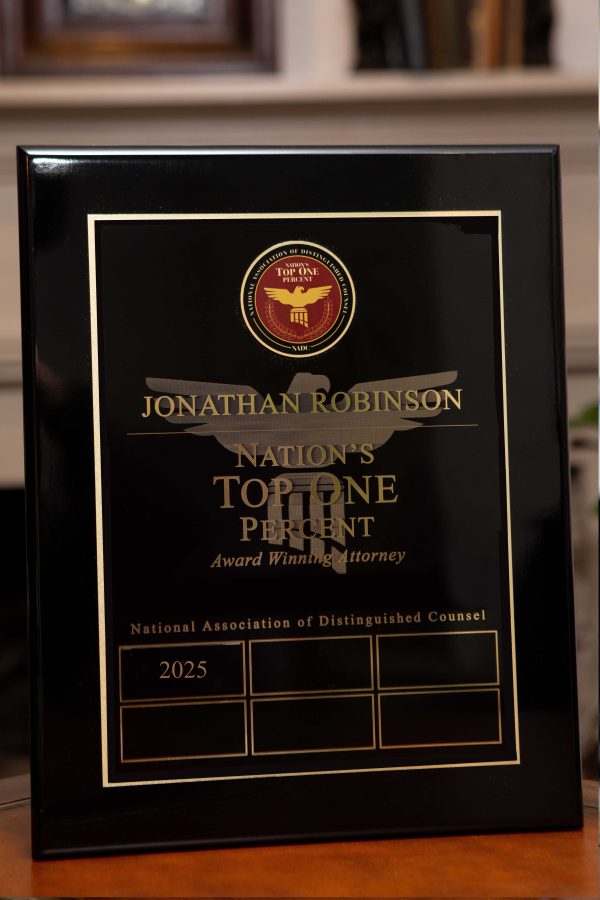 NATIONAL ASSOCIATION OF DISTINGUISHED COUNSEL
NATION'S
TOP ONE
PERCENT
NADC
JONATHAN ROBINSON
NATION'S
TOP ONE
PERCENT
Award Winning Attorney
National Association of Distinguished Counsel
2025